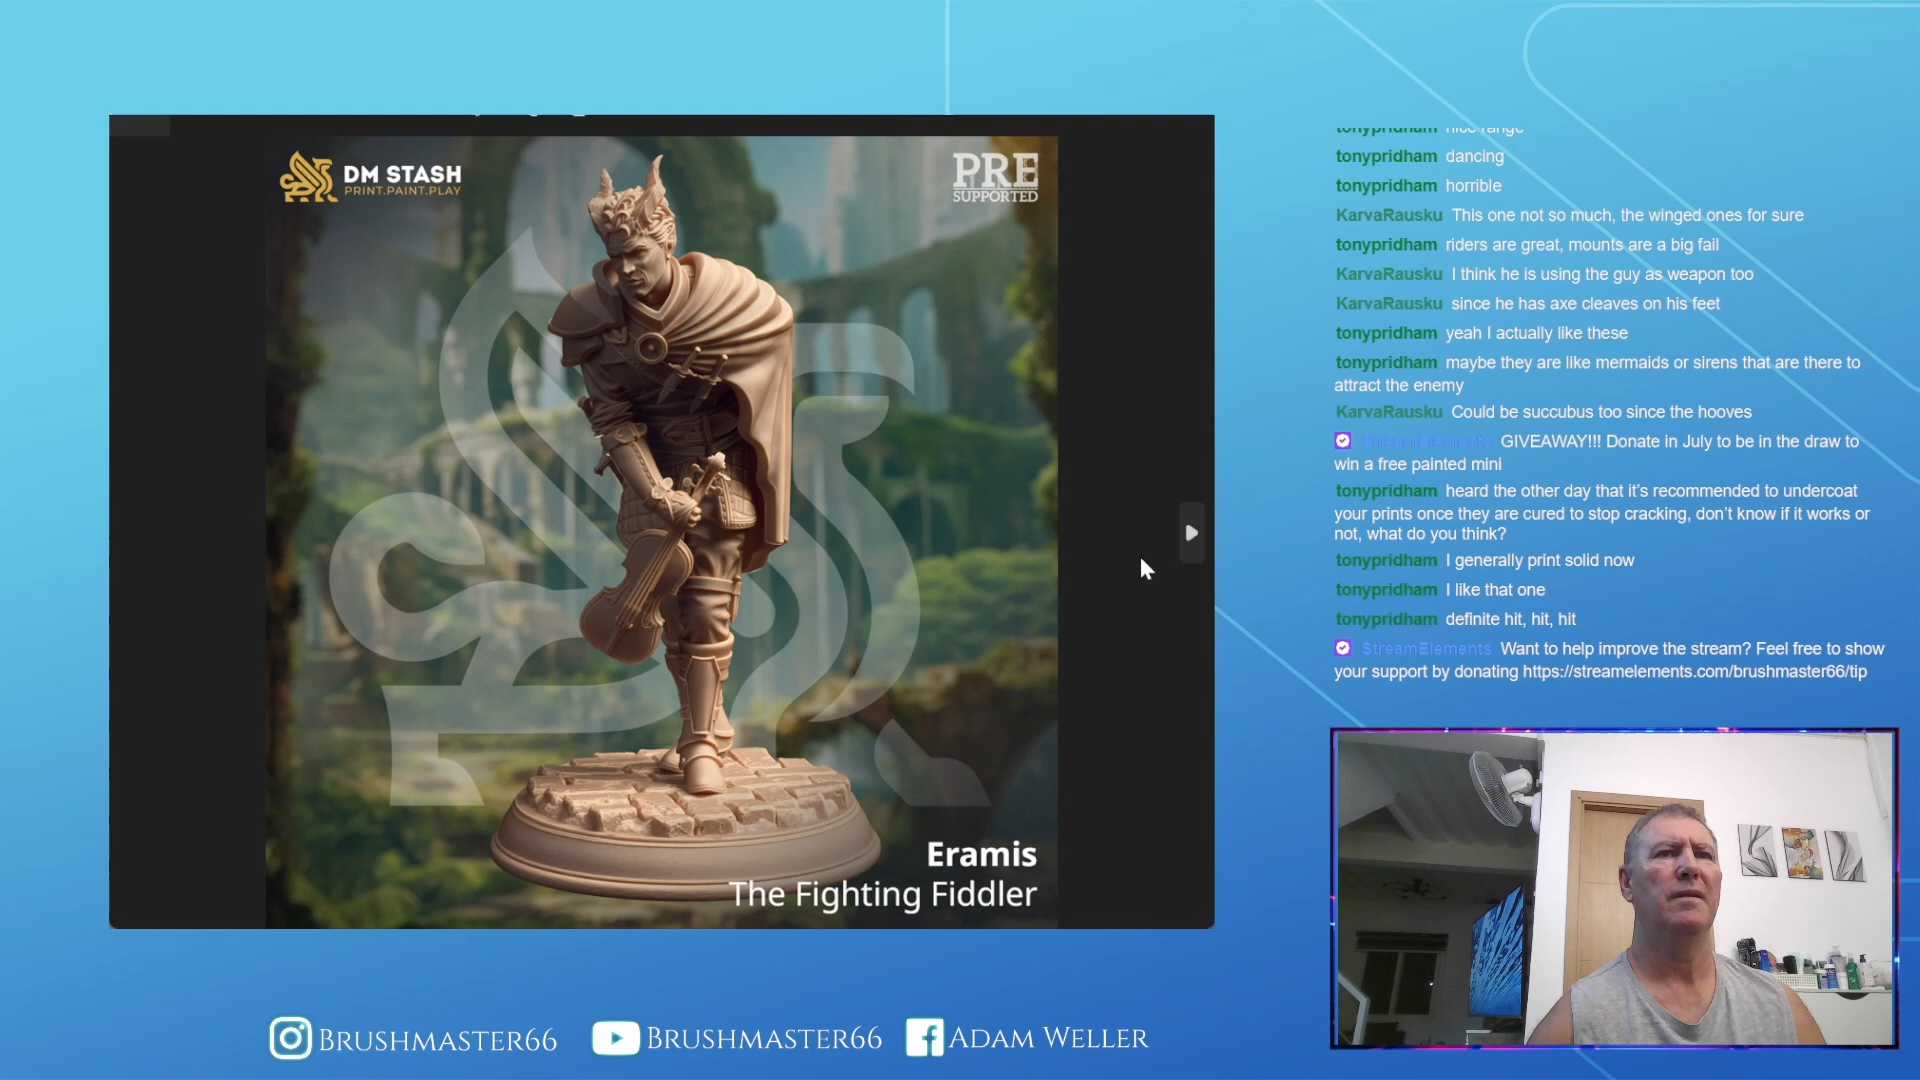 DM STASH
PRINT.PAINT.PLAY
PRE
SUPPORTED
Eramis
The Fighting Fiddler
tonypridham nice range
tonypridham dancing
tonypridham horrible
KarvaRausku This one not so much, the winged ones for sure
tonypridham riders are great, mounts are a big fail
KarvaRausku I think he is using the guy as weapon too
KarvaRausku since he has axe cleaves on his feet
tonypridham yeah I actually like these
tonypridham maybe they are like mermaids or sirens that are there to
attract the enemy
KarvaRausku Could be succubus too since the hooves
StreamElements GIVEAWAY!!! Donate in July to be in the draw to
win a free painted mini
tonypridham heard the other day that it's recommended to undercoat
your prints once they are cured to stop cracking, don't know if it works or
not, what do you think?
tonypridham I generally print solid now
tonypridham I like that one
tonypridham definite hit, hit, hit
StreamElements Want to help improve the stream? Feel free to show
your support by donating https://streamelements.com/brushmaster66/tip
BRUSHMASTER66
BRUSHMASTER66
ADAM WELLER